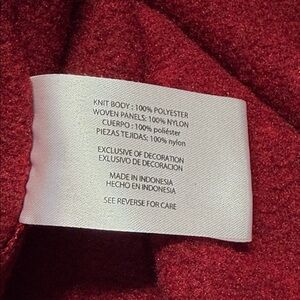 KNIT BODY : 100% POLYESTER
WOVEN PANELS: 100% NYLON
CUERPO : 100% poliéster
PIEZAS TEJIDAS: 100% nylon
EXCLUSIVE OF DECORATION
EXLUSIVO DE DECORACION
MADE IN INDONESIA
HECHO EN INDONESIA
SEE REVERSE FOR CARE